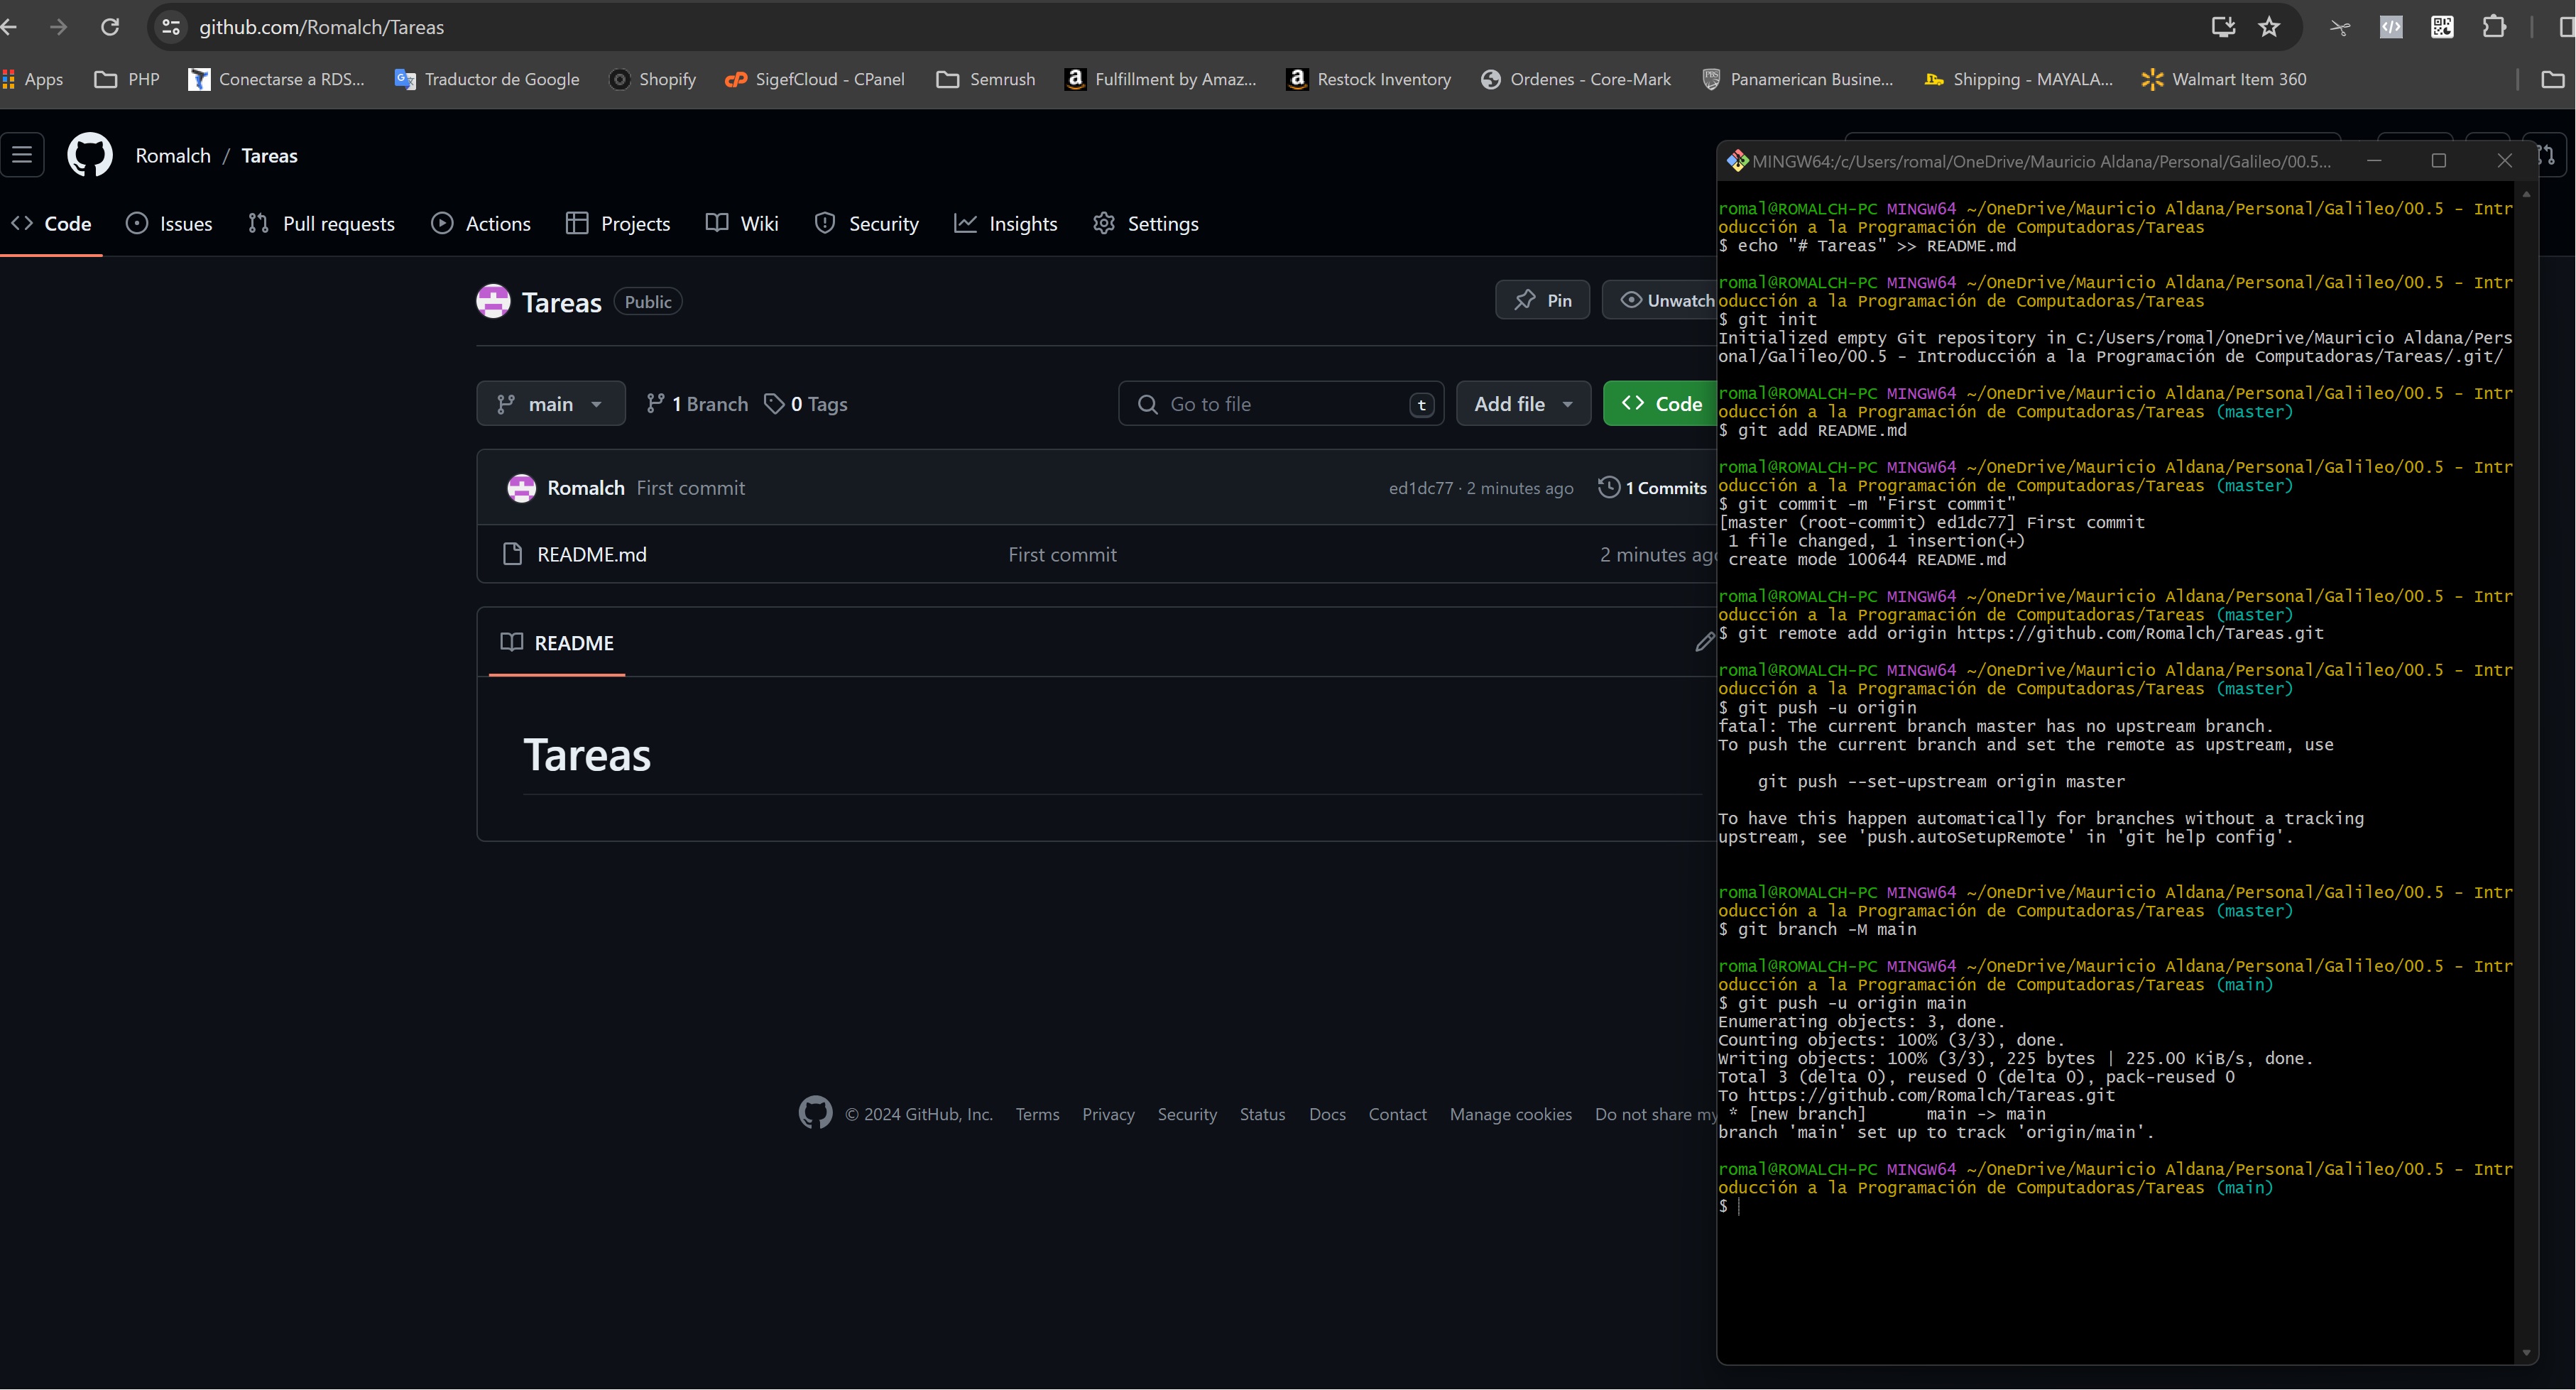 github.com/Romalch/Tareas
Apps PHP Conectarse a RDS... Traductor de Google Shopify SigefCloud - CPanel Semrush Fulfillment by Amaz... Restock Inventory Ordenes - Core-Mark Panamerican Busine... Shipping - MAYALA... Walmart Item 360
Romalch / Tareas
Code Issues Pull requests Actions Projects Wiki Security Insights Settings
Tareas Public Pin Unwatch
main 1 Branch 0 Tags Go to file t Add file Code
Romalch First commit ed1dc77 · 2 minutes ago 1 Commits
README.md First commit 2 minutes ago
README
Tareas
© 2024 GitHub, Inc. Terms Privacy Security Status Docs Contact Manage cookies Do not share my
MINGW64:/c/Users/romal/OneDrive/Mauricio Aldana/Personal/Galileo/00.5...
romal@ROMALCH-PC MINGW64 ~/OneDrive/Mauricio Aldana/Personal/Galileo/00.5 - Intr
oducción a la Programación de Computadoras/Tareas
$ echo "# Tareas" >> README.md
romal@ROMALCH-PC MINGW64 ~/OneDrive/Mauricio Aldana/Personal/Galileo/00.5 - Intr
oducción a la Programación de Computadoras/Tareas
$ git init
Initialized empty Git repository in C:/Users/romal/OneDrive/Mauricio Aldana/Pers
onal/Galileo/00.5 - Introducción a la Programación de Computadoras/Tareas/.git/
romal@ROMALCH-PC MINGW64 ~/OneDrive/Mauricio Aldana/Personal/Galileo/00.5 - Intr
oducción a la Programación de Computadoras/Tareas (master)
$ git add README.md
romal@ROMALCH-PC MINGW64 ~/OneDrive/Mauricio Aldana/Personal/Galileo/00.5 - Intr
oducción a la Programación de Computadoras/Tareas (master)
$ git commit -m "First commit"
[master (root-commit) ed1dc77] First commit
1 file changed, 1 insertion(+)
create mode 100644 README.md
romal@ROMALCH-PC MINGW64 ~/OneDrive/Mauricio Aldana/Personal/Galileo/00.5 - Intr
oducción a la Programación de Computadoras/Tareas (master)
$ git remote add origin https://github.com/Romalch/Tareas.git
romal@ROMALCH-PC MINGW64 ~/OneDrive/Mauricio Aldana/Personal/Galileo/00.5 - Intr
oducción a la Programación de Computadoras/Tareas (master)
$ git push -u origin
fatal: The current branch master has no upstream branch.
To push the current branch and set the remote as upstream, use
git push --set-upstream origin master
To have this happen automatically for branches without a tracking
upstream, see 'push.autoSetupRemote' in 'git help config'.
romal@ROMALCH-PC MINGW64 ~/OneDrive/Mauricio Aldana/Personal/Galileo/00.5 - Intr
oducción a la Programación de Computadoras/Tareas (master)
$ git branch -M main
romal@ROMALCH-PC MINGW64 ~/OneDrive/Mauricio Aldana/Personal/Galileo/00.5 - Intr
oducción a la Programación de Computadoras/Tareas (main)
$ git push -u origin main
Enumerating objects: 3, done.
Counting objects: 100% (3/3), done.
Writing objects: 100% (3/3), 225 bytes | 225.00 KiB/s, done.
Total 3 (delta 0), reused 0 (delta 0), pack-reused 0
To https://github.com/Romalch/Tareas.git
* [new branch] main -> main
branch 'main' set up to track 'origin/main'.
romal@ROMALCH-PC MINGW64 ~/OneDrive/Mauricio Aldana/Personal/Galileo/00.5 - Intr
oducción a la Programación de Computadoras/Tareas (main)
$